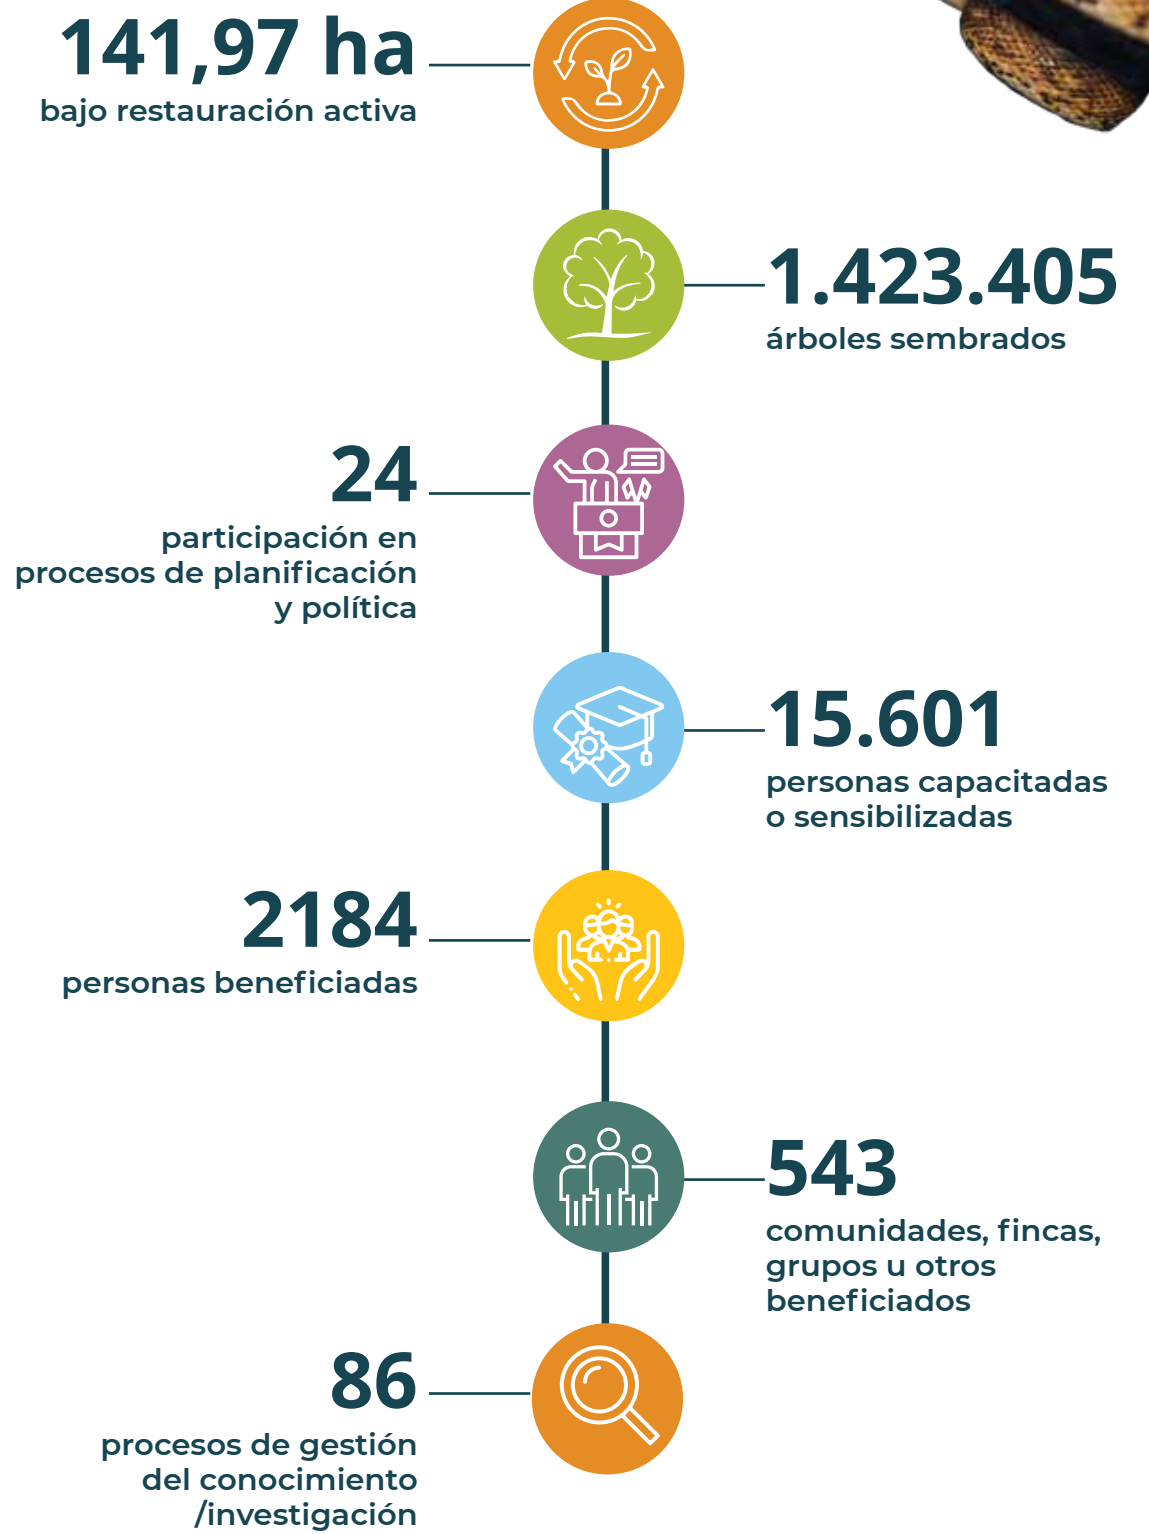 141,97 ha
bajo restauración activa
1.423.405
árboles sembrados
24
participación en
procesos de planificación
y política
15.601
personas capacitadas
o sensibilizadas
2184
personas beneficiadas
543
comunidades, fincas,
grupos u otros
beneficiados
86
procesos de gestión
del conocimiento
/investigación